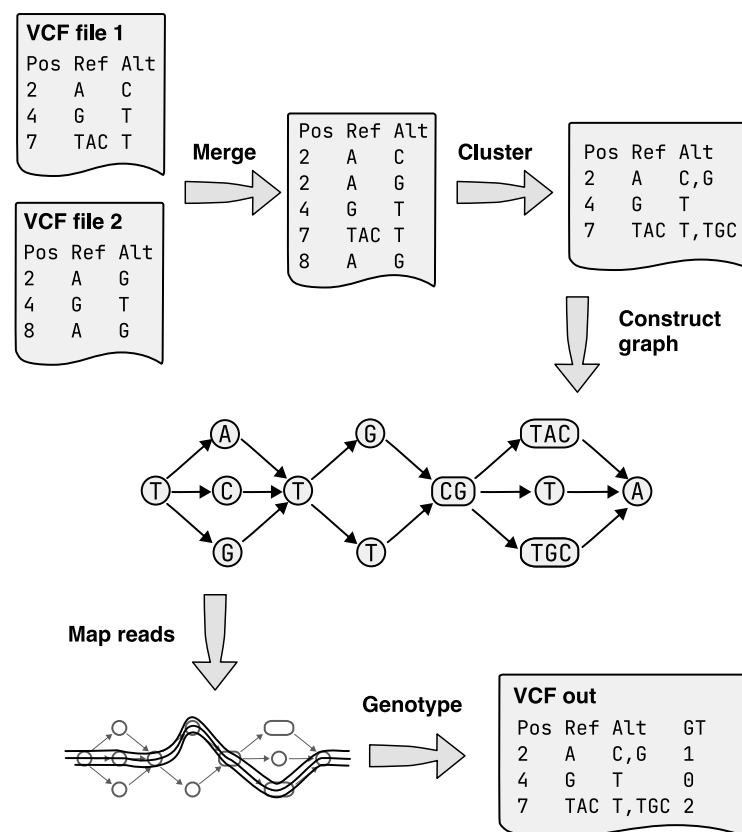 VCF file 1
Pos Ref Alt
2 A C
4 G T
7 TAC T
VCF file 2
Pos Ref Alt
2 A G
4 G T
8 A G
Merge
Pos Ref Alt
2 A C
2 A G
4 G T
7 TAC T
8 A G
Cluster
Pos Ref Alt
2 A C,G
4 G T
7 TAC T,TGC
Construct
graph
A G TAC
T C T CG T A
G T TGC
Map reads
Genotype
VCF out
Pos Ref Alt GT
2 A C,G 1
4 G T 0
7 TAC T,TGC 2